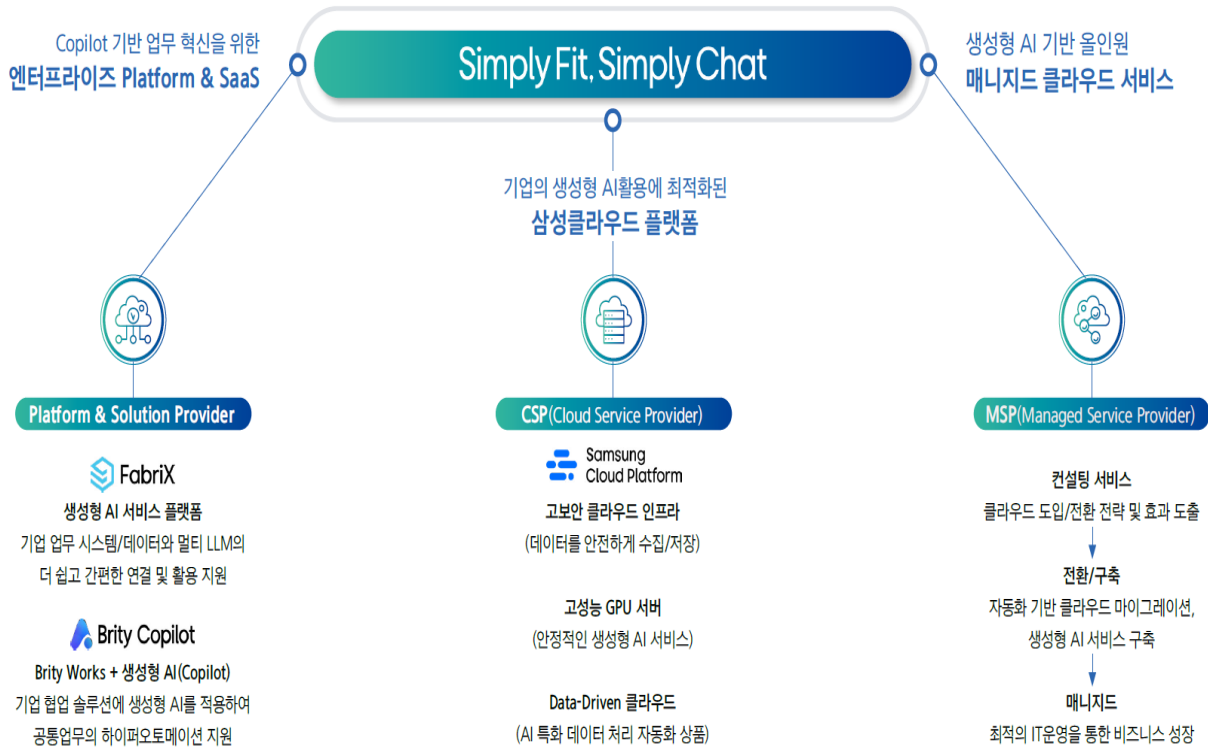 Simply Fit, Simply Chat
Copilot 기반 업무 혁신을 위한
엔터프라이즈 Platform & SaaS
기업의 생성형 AI활용에 최적화된
삼성클라우드 플랫폼
생성형 AI 기반 올인원
매니지드 클라우드 서비스
Platform & Solution Provider
FabriX
생성형 AI 서비스 플랫폼
기업 업무 시스템/데이터와 멀티 LLM의
더 쉽고 간편한 연결 및 활용 지원
Brity Copilot
Brity Works + 생성형 AI(Copilot)
기업 협업 솔루션에 생성형 AI를 적용하여
공통업무의 하이퍼오토메이션 지원
CSP(Cloud Service Provider)
Samsung
Cloud Platform
고보안 클라우드 인프라
(데이터를 안전하게 수집/저장)
고성능 GPU 서버
(안정적인 생성형 AI 서비스)
Data-Driven 클라우드
(AI 특화 데이터 처리 자동화 상품)
MSP(Managed Service Provider)
컨설팅 서비스
클라우드 도입/전환 전략 및 효과 도출
전환/구축
자동화 기반 클라우드 마이그레이션,
생성형 AI 서비스 구축
매니지드
최적의 IT운영을 통한 비즈니스 성장